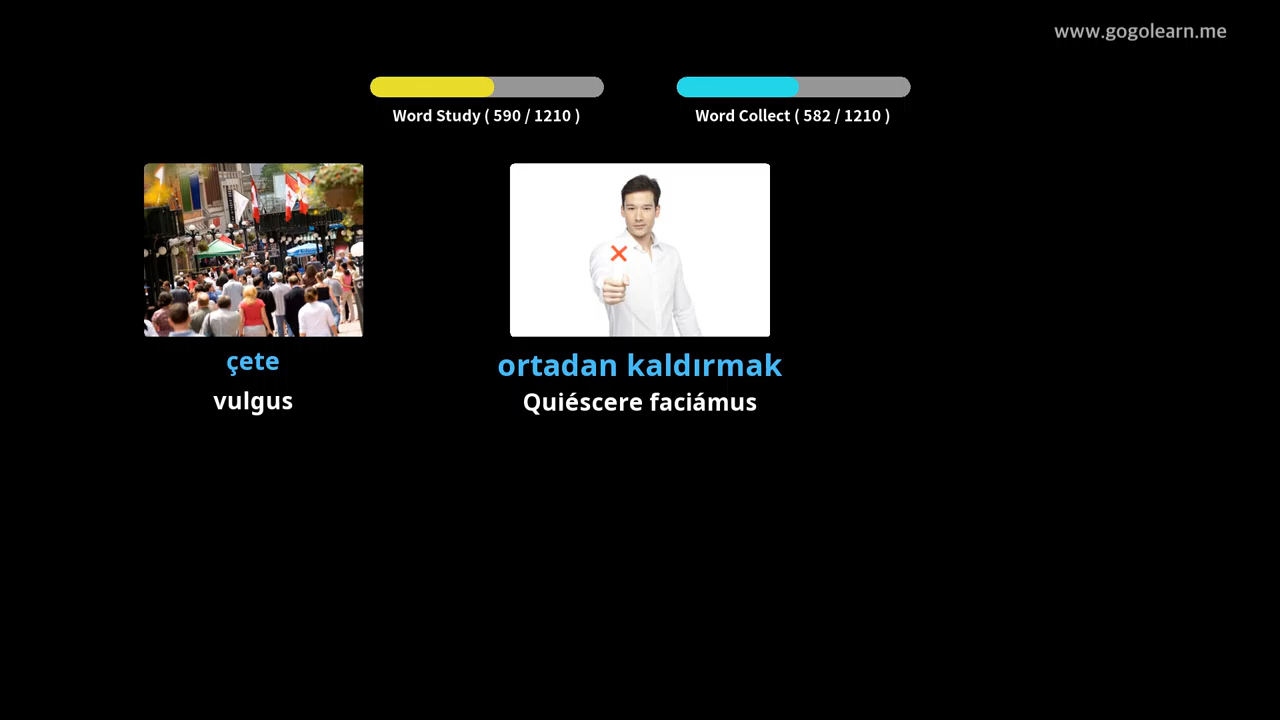 www.gogolearn.me
Word Study ( 590 / 1210 )
Word Collect ( 582 / 1210 )
çete
vulgus
ortadan kaldırmak
Quiéscere faciámus